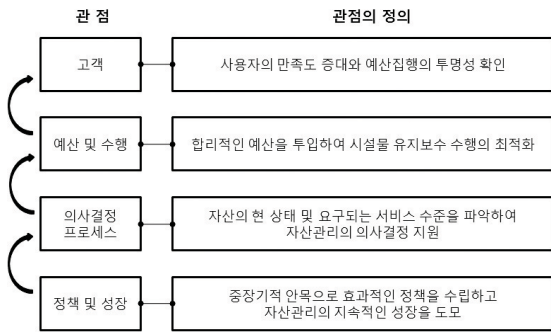 관 점
관점의 정의
고객
사용자의 만족도 증대와 예산집행의 투명성 확인
예산 및 수행
합리적인 예산을 투입하여 시설물 유지보수 수행의 최적화
의사결정
프로세스
자산의 현 상태 및 요구되는 서비스 수준을 파악하여
자산관리의 의사결정 지원
정책 및 성장
중장기적 안목으로 효과적인 정책을 수립하고
자산관리의 지속적인 성장을 도모